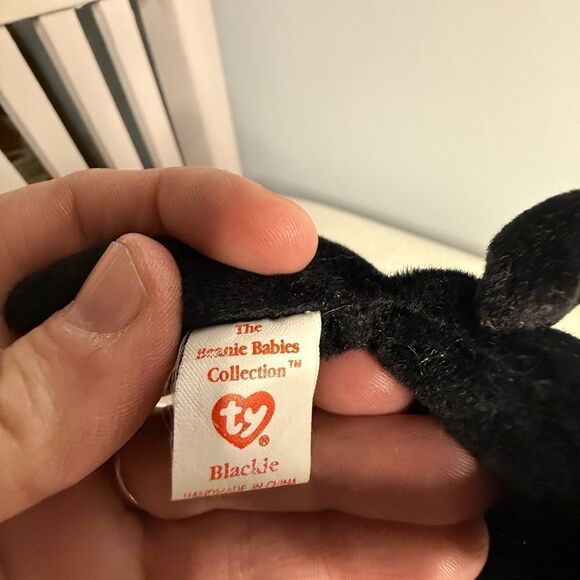 The
Beanie Babies
Collection™
ty®
Blackie
HANDMADE IN CHINA